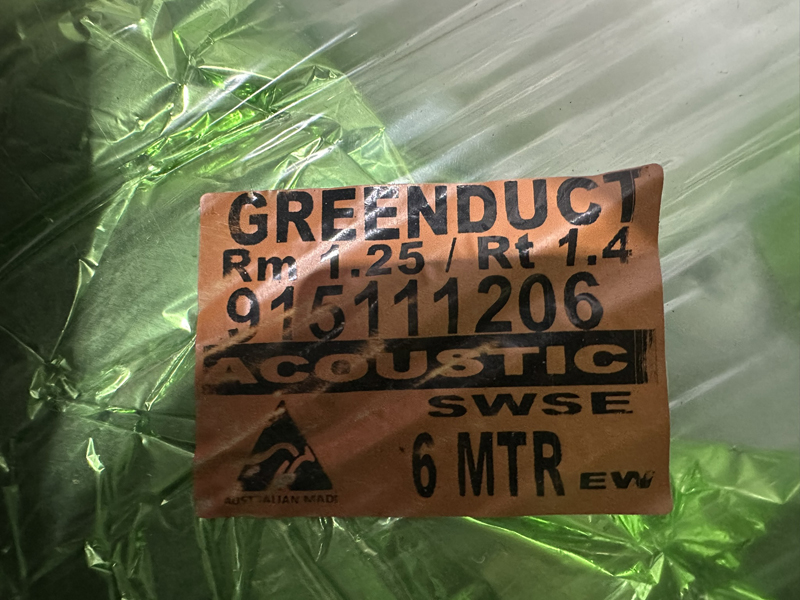 GREENDUCT
Rm 1.25 / Rt 1.4
915111206
ACOUSTIC
SWSE
6 MTR EW
AUSTRALIAN MADE